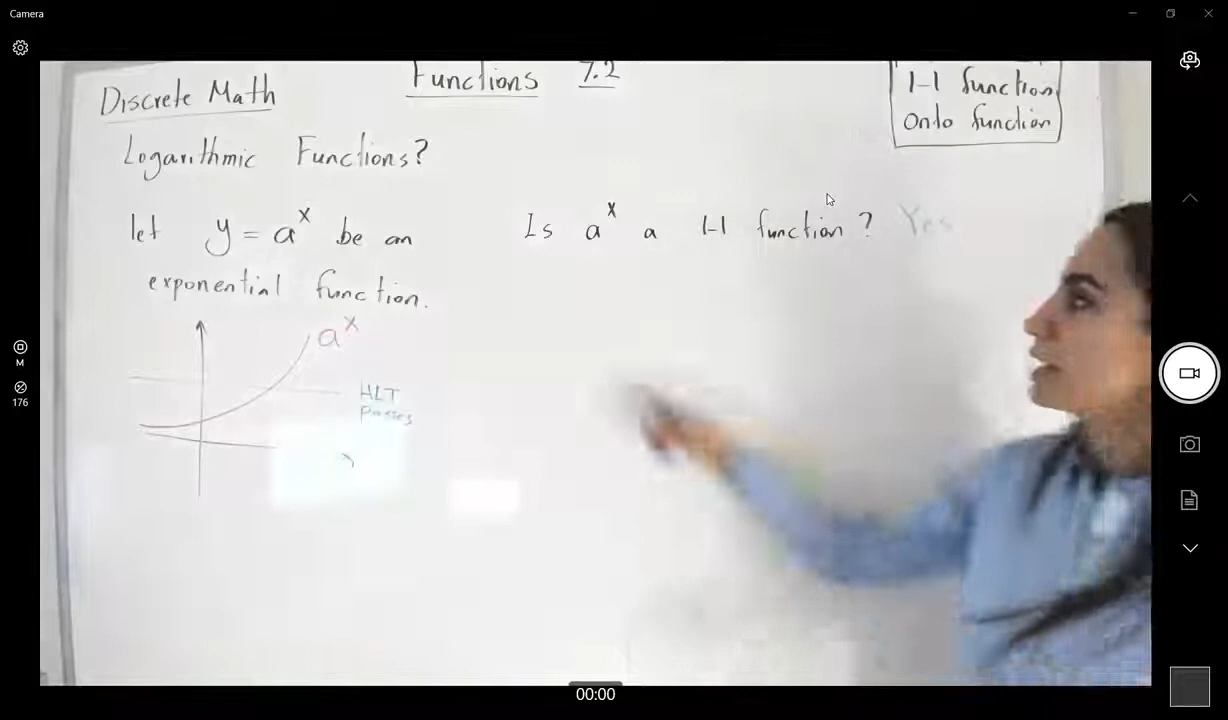 Camera
Discrete Math
Functions 7.2
1-1 function
Onto function
Logarithmic Functions?
let y = a^x be an
exponential function.
Is a^x a 1-1 function? Yes
a^x
HLT
passes
M
176
00:00